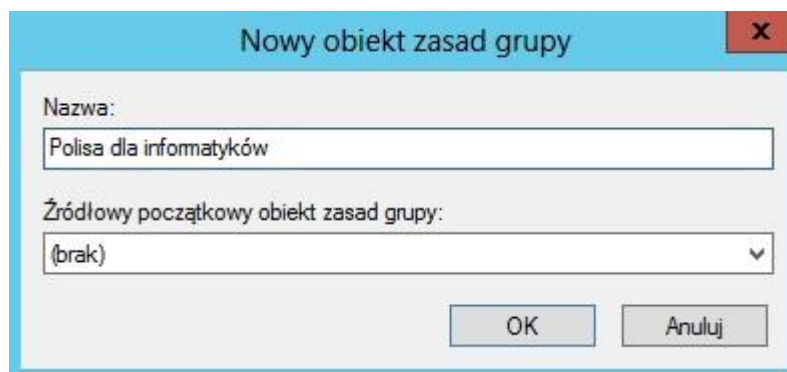 Nowy obiekt zasad grupy
x
Nazwa:
Polisa dla informatyków
Źródłowy początkowy obiekt zasad grupy:
(brak)
OK Anuluj